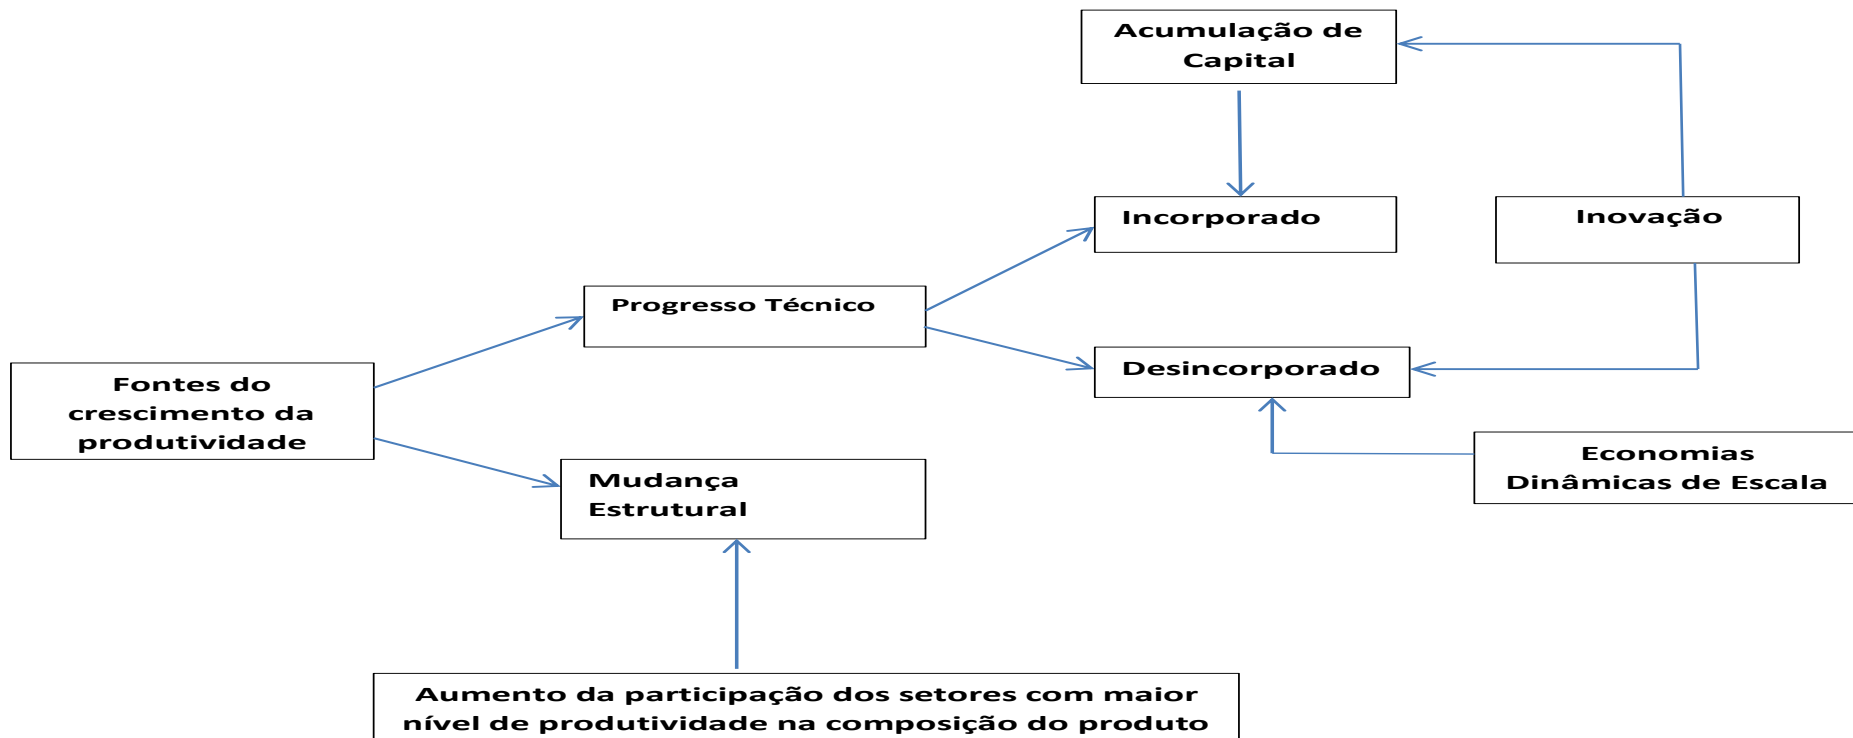 Acumulação de
Capital
Incorporado
Inovação
Progresso Técnico
Desincorporado
Fontes do
crescimento da
produtividade
Economias
Dinâmicas de Escala
Mudança
Estrutural
Aumento da participação dos setores com maior
nível de produtividade na composição do produto